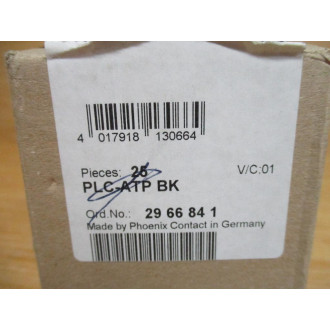 4 017918 130664
Pieces: 25 V/C:01
PLC-ATP BK
Ord.No.: 29 66 84 1
Made by Phoenix Contact in Germany